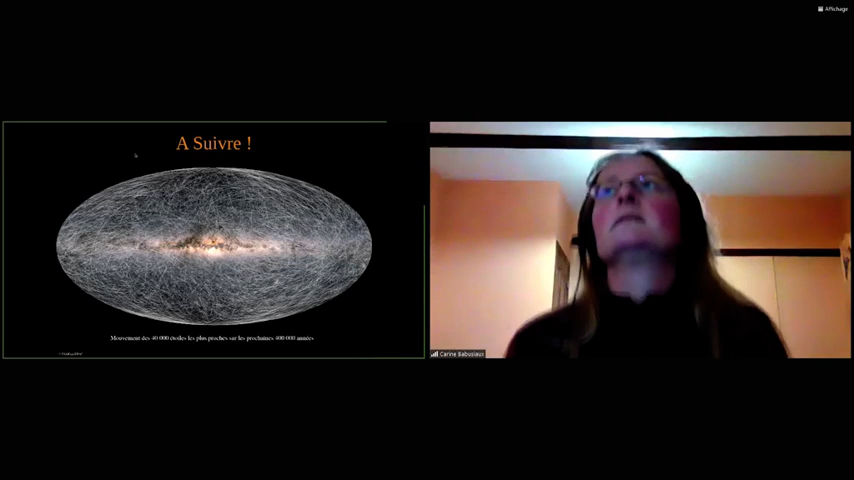 Affichage
A Suivre !
Mouvement des 40 000 étoiles les plus proches sur les prochaines 400 000 années
Carine Babusiaux